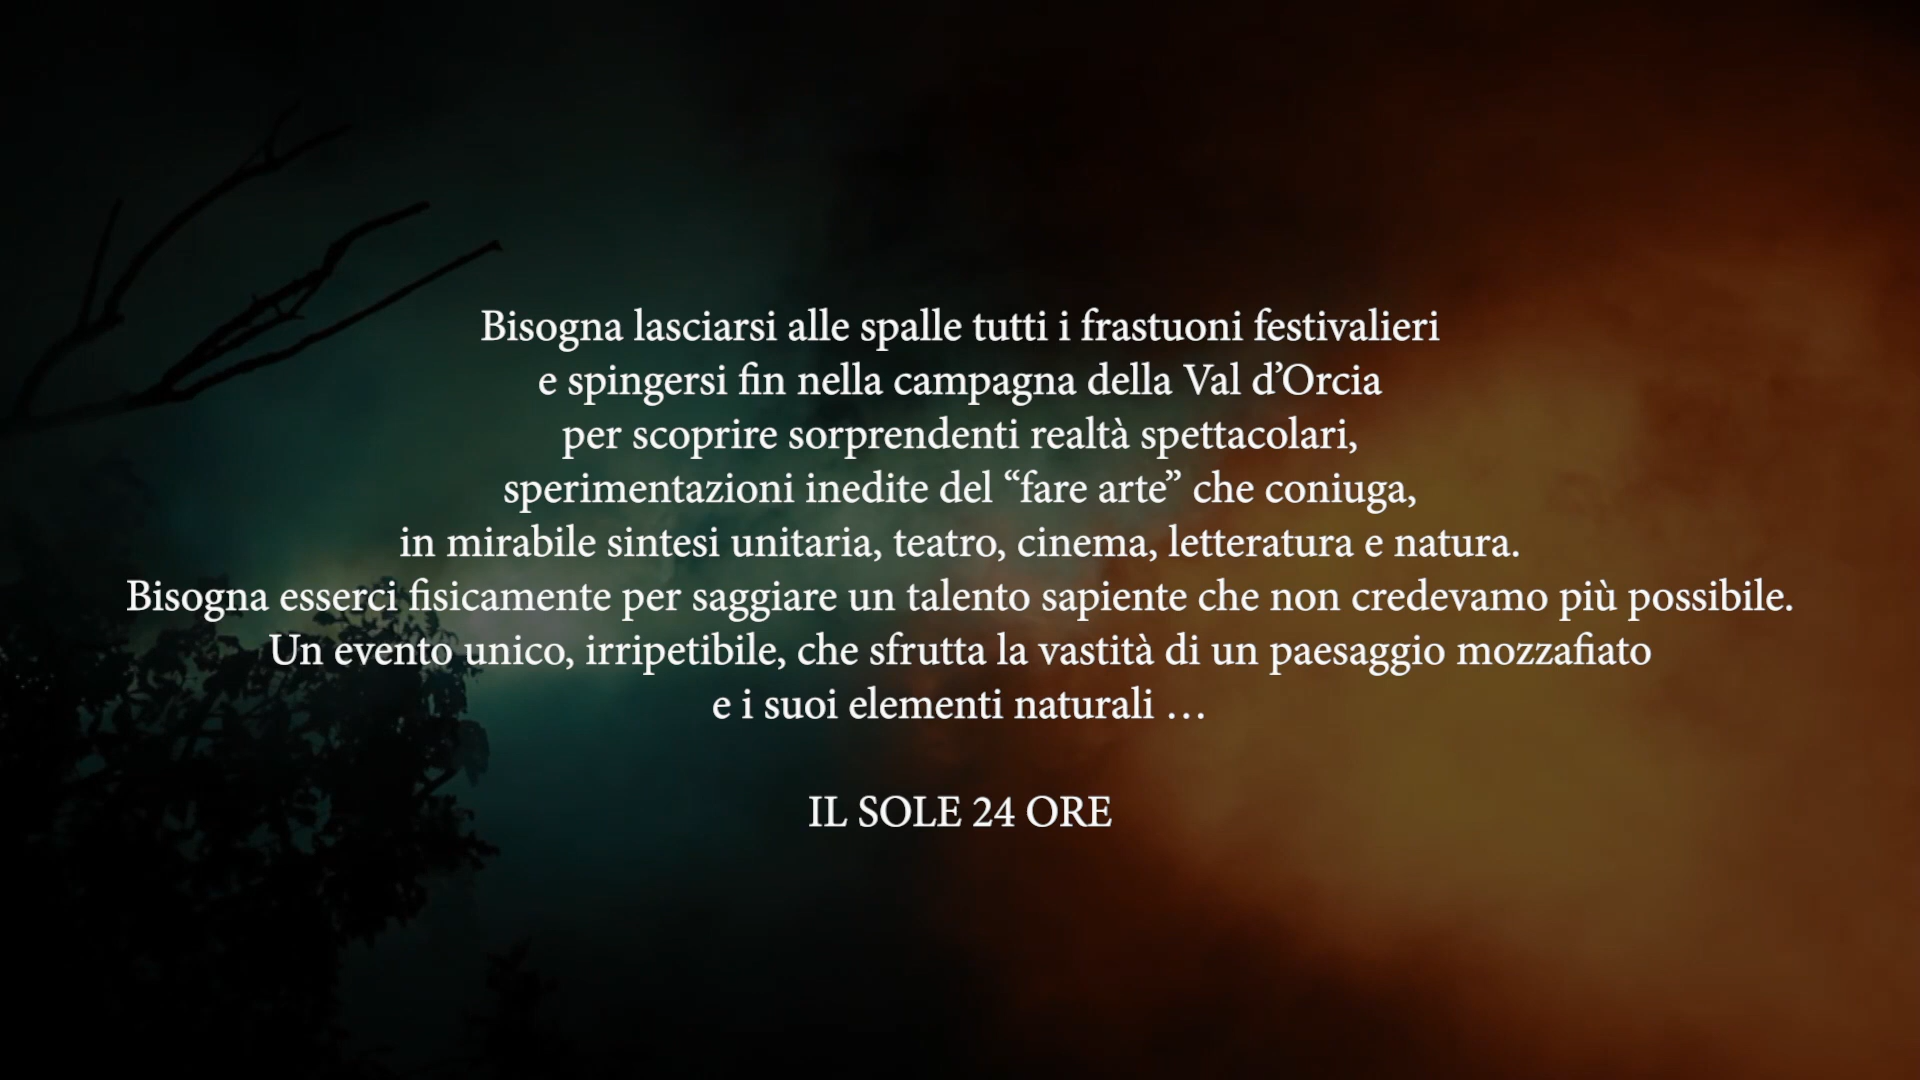 Bisogna lasciarsi alle spalle tutti i frastuoni festivalieri
e spingersi fin nella campagna della Val d’Orcia
per scoprire sorprendenti realtà spettacolari,
sperimentazioni inedite del “fare arte” che coniuga,
in mirabile sintesi unitaria, teatro, cinema, letteratura e natura.
Bisogna esserci fisicamente per saggiare un talento sapiente che non credevamo più possibile.
Un evento unico, irripetibile, che sfrutta la vastità di un paesaggio mozzafiato
e i suoi elementi naturali …
IL SOLE 24 ORE